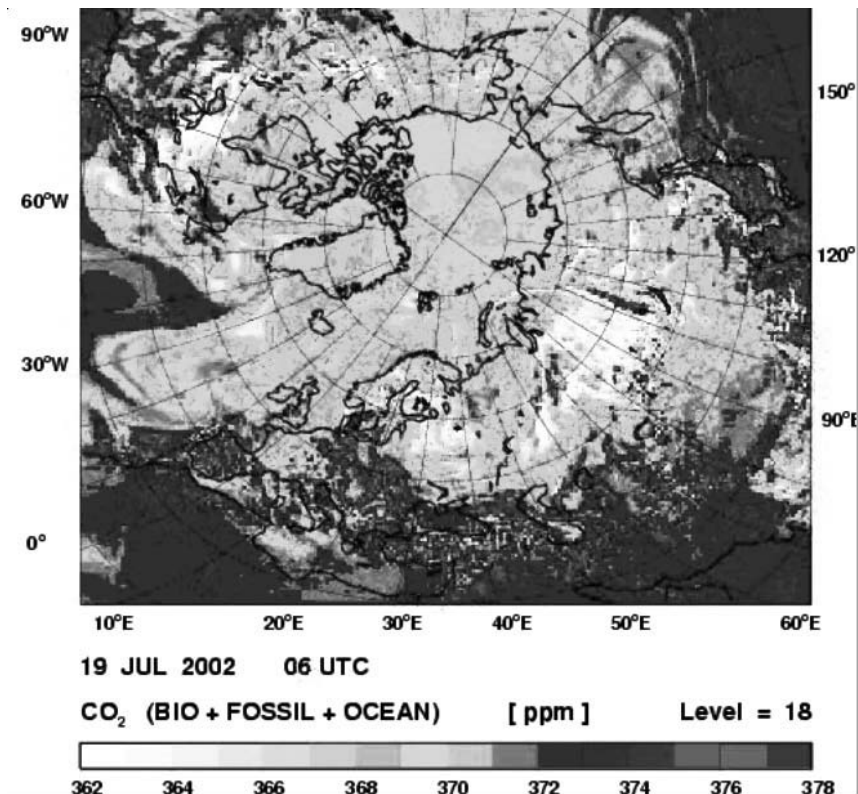 90°W
150°
60°W
120°
30°W
90°E
0°
10°E 20°E 30°E 40°E 50°E 60°E
19 JUL 2002 06 UTC
CO₂ (BIO + FOSSIL + OCEAN) [ ppm ] Level = 18
362 364 366 368 370 372 374 376 378